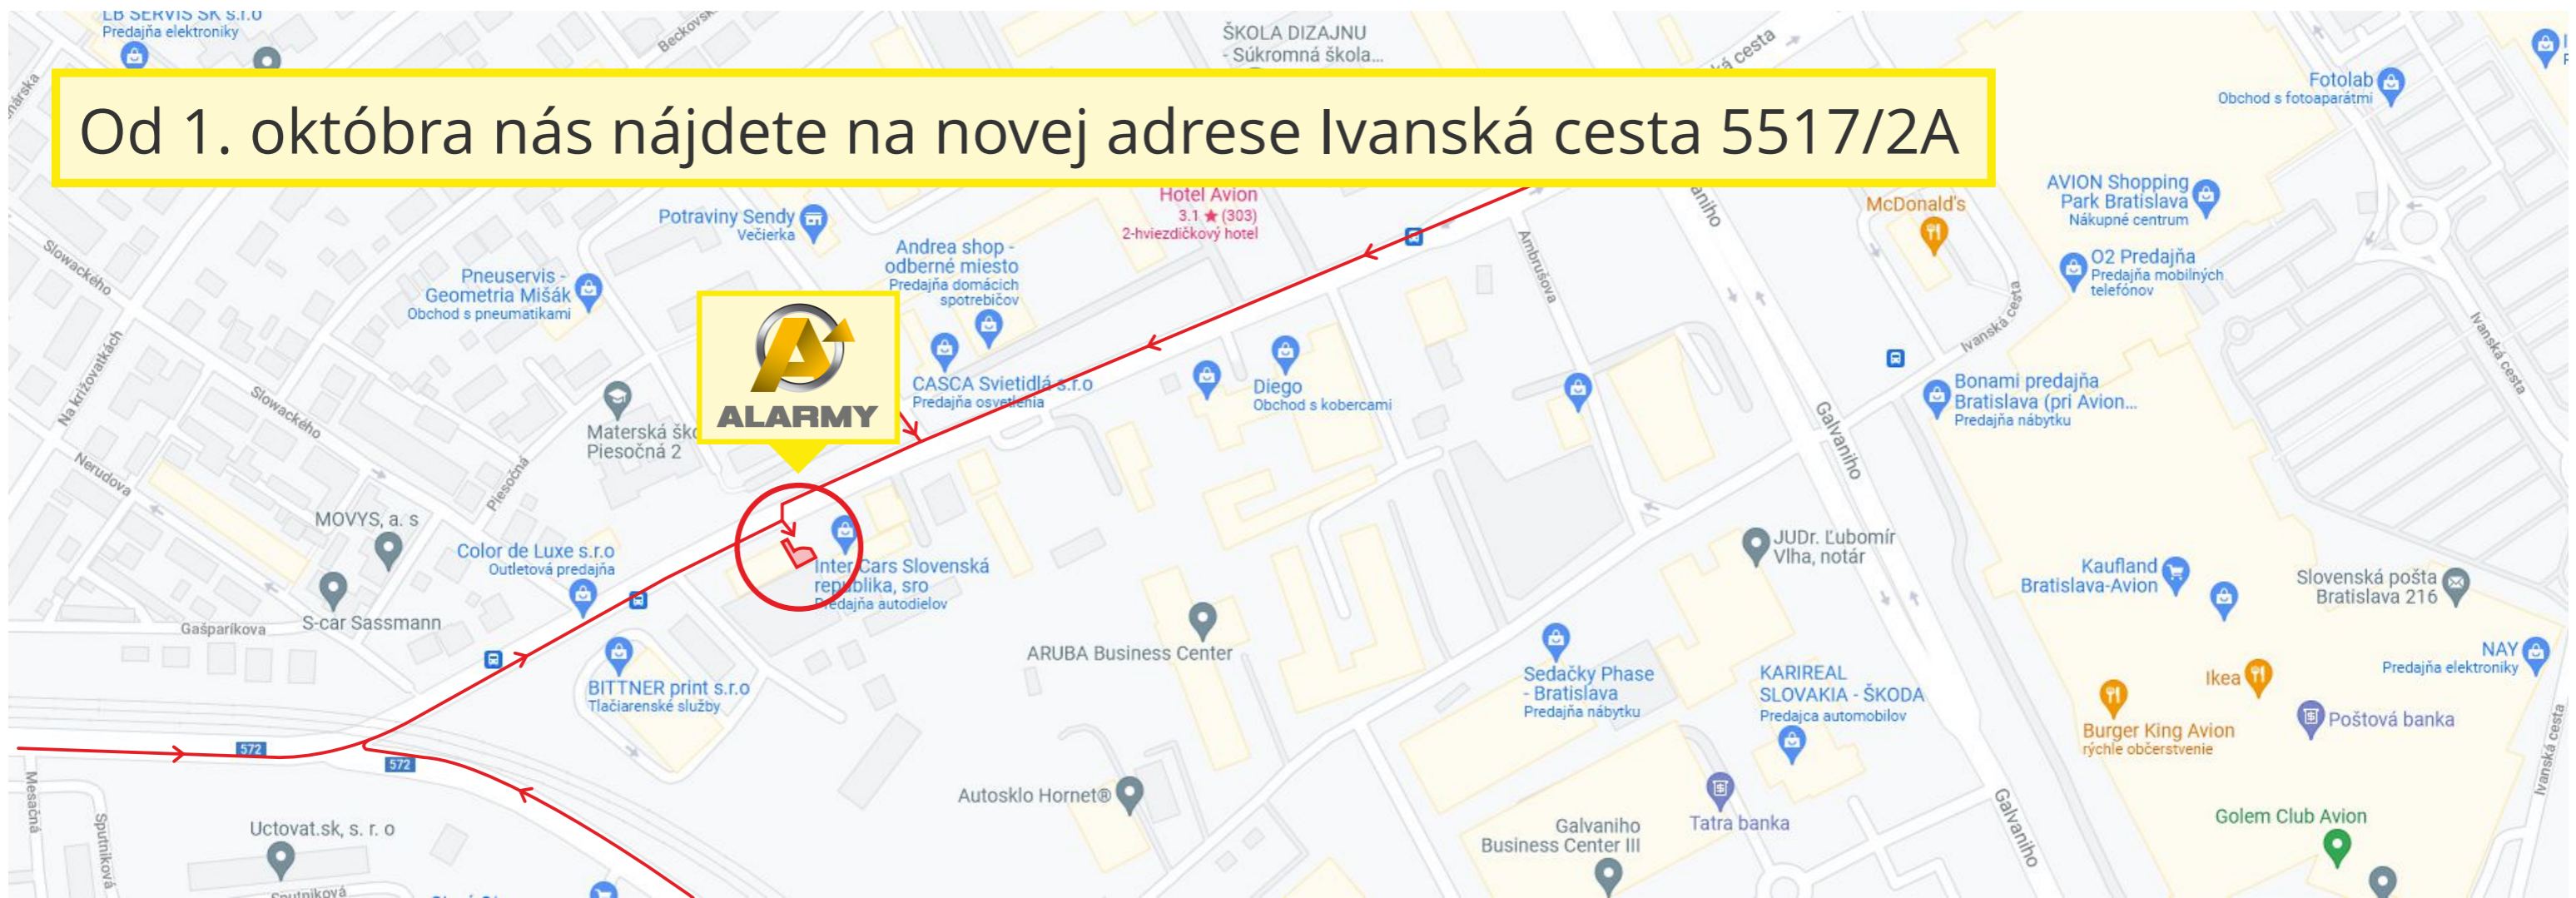 LB SERVIS SK s.r.o
Predajňa elektroniky
ŠKOLA DIZAJNU
- Súkromná škola...
Od 1. októbra nás nájdete na novej adrese Ivanská cesta 5517/2A
Fotolab
Obchod s fotoaparátmi
Hotel Avion
3.1 ★ (303)
2-hviezdičkový hotel
Potraviny Sendy
Večierka
McDonald's
AVION Shopping
Park Bratislava
Nákupné centrum
Slowackého
Andrea shop -
odberné miesto
Predajňa domácich
spotrebičov
Ambrušova
O2 Predajňa
Predajňa mobilných
telefónov
Pneuservis -
Geometria Mišák
Obchod s pneumatikami
Ivanská cesta
Ivanská cesta
Na križovatkách
ALARMY
CASCA Svietidlá s.r.o
Predajňa osvetlenia
Diego
Obchod s kobercami
Bonami predajňa
Bratislava (pri Avion...
Predajňa nábytku
Slowackého
Materská ško
Piesočná 2
Galvaniho
Nerudova
Piesočná
MOVYS, a. s
Color de Luxe s.r.o
Outletová predajňa
Inter Cars Slovenská
republika, sro
Predajňa autodielov
JUDr. Ľubomír
Vlha, notár
Kaufland
Bratislava-Avion
Slovenská pošta
Bratislava 216
Gašparíkova
S-car Sassmann
ARUBA Business Center
NAY
Predajňa elektroniky
BITTNER print s.r.o
Tlačiarenské služby
Sedačky Phase
- Bratislava
Predajňa nábytku
KARIREAL
SLOVAKIA - ŠKODA
Predajca automobilov
Ikea
Burger King Avion
rýchle občerstvenie
Poštová banka
572
572
Ivanská cesta
Mesačná
Autosklo Hornet®
Sputniková
Uctovat.sk, s. r. o
Galvaniho
Business Center III
Tatra banka
Galvaniho
Golem Club Avion
Sputniková